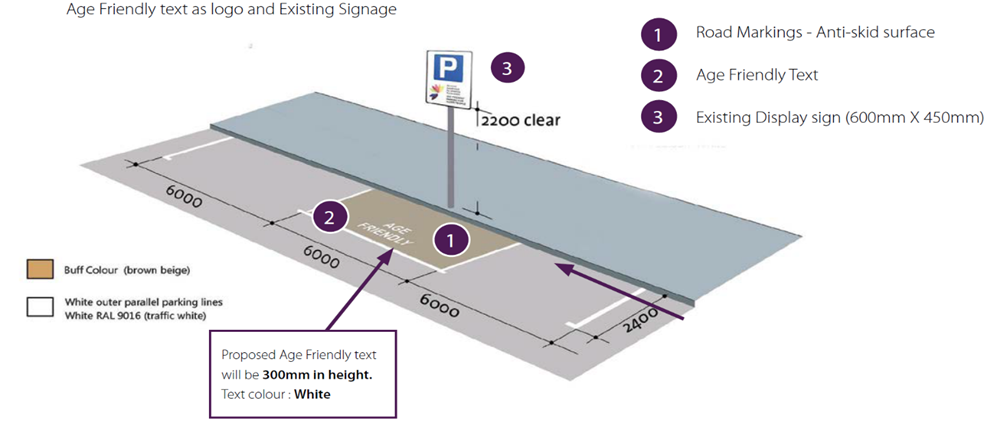 Age Friendly text as logo and Existing Signage
1 Road Markings - Anti-skid surface
2 Age Friendly Text
3 Existing Display sign (600mm X 450mm)
P
3
2200 clear
6000
2
AGE
FRIENDLY
1
6000
6000
2400
Buff Colour (brown beige)
White outer parallel parking lines
White RAL 9016 (traffic white)
Proposed Age Friendly text
will be 300mm in height.
Text colour : White